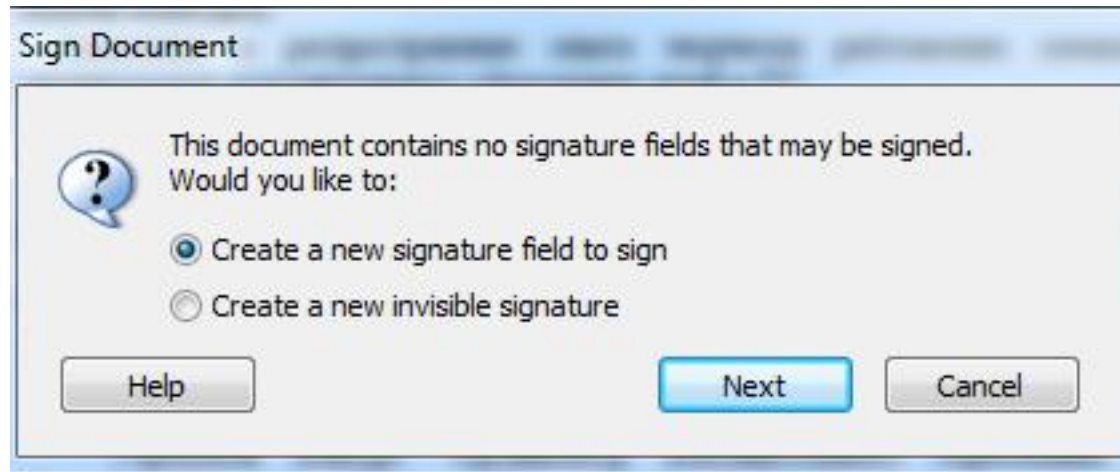 Sign Document
This document contains no signature fields that may be signed.
Would you like to:
Create a new signature field to sign
Create a new invisible signature
Help
Next
Cancel